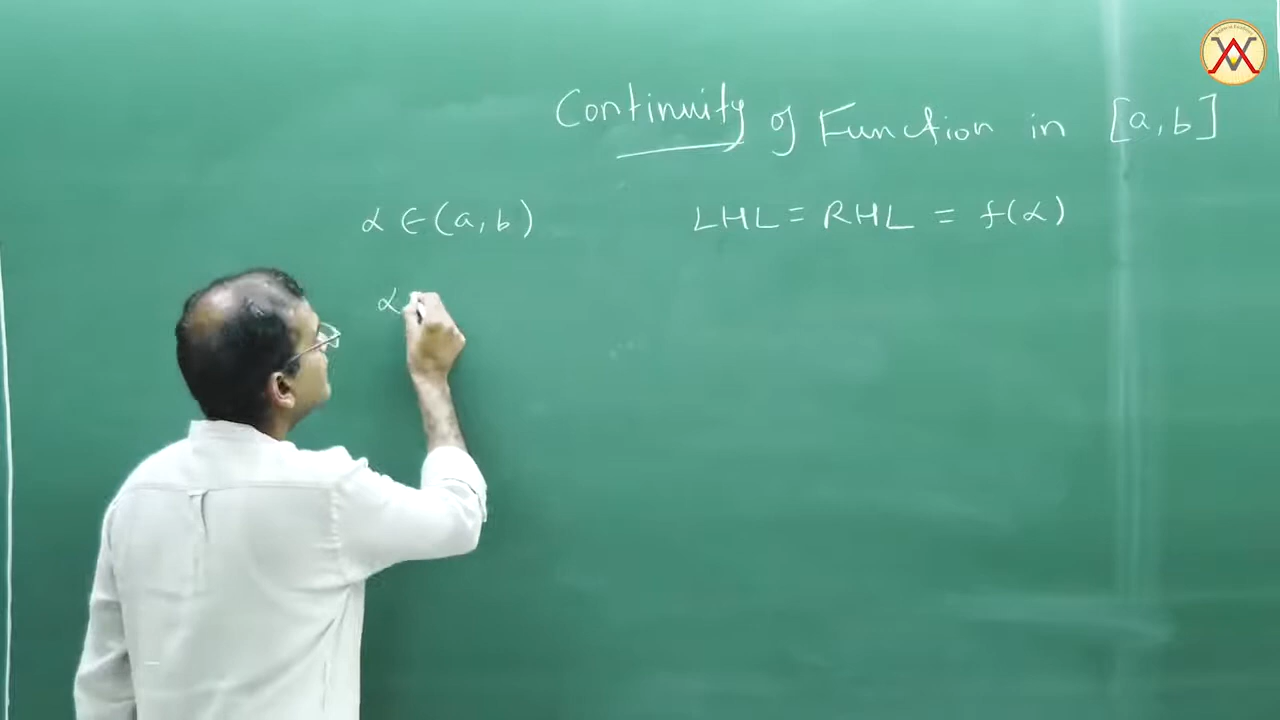 Continuity of Function in [a,b]
α ∈ (a,b) LHL = RHL = f(α)
α